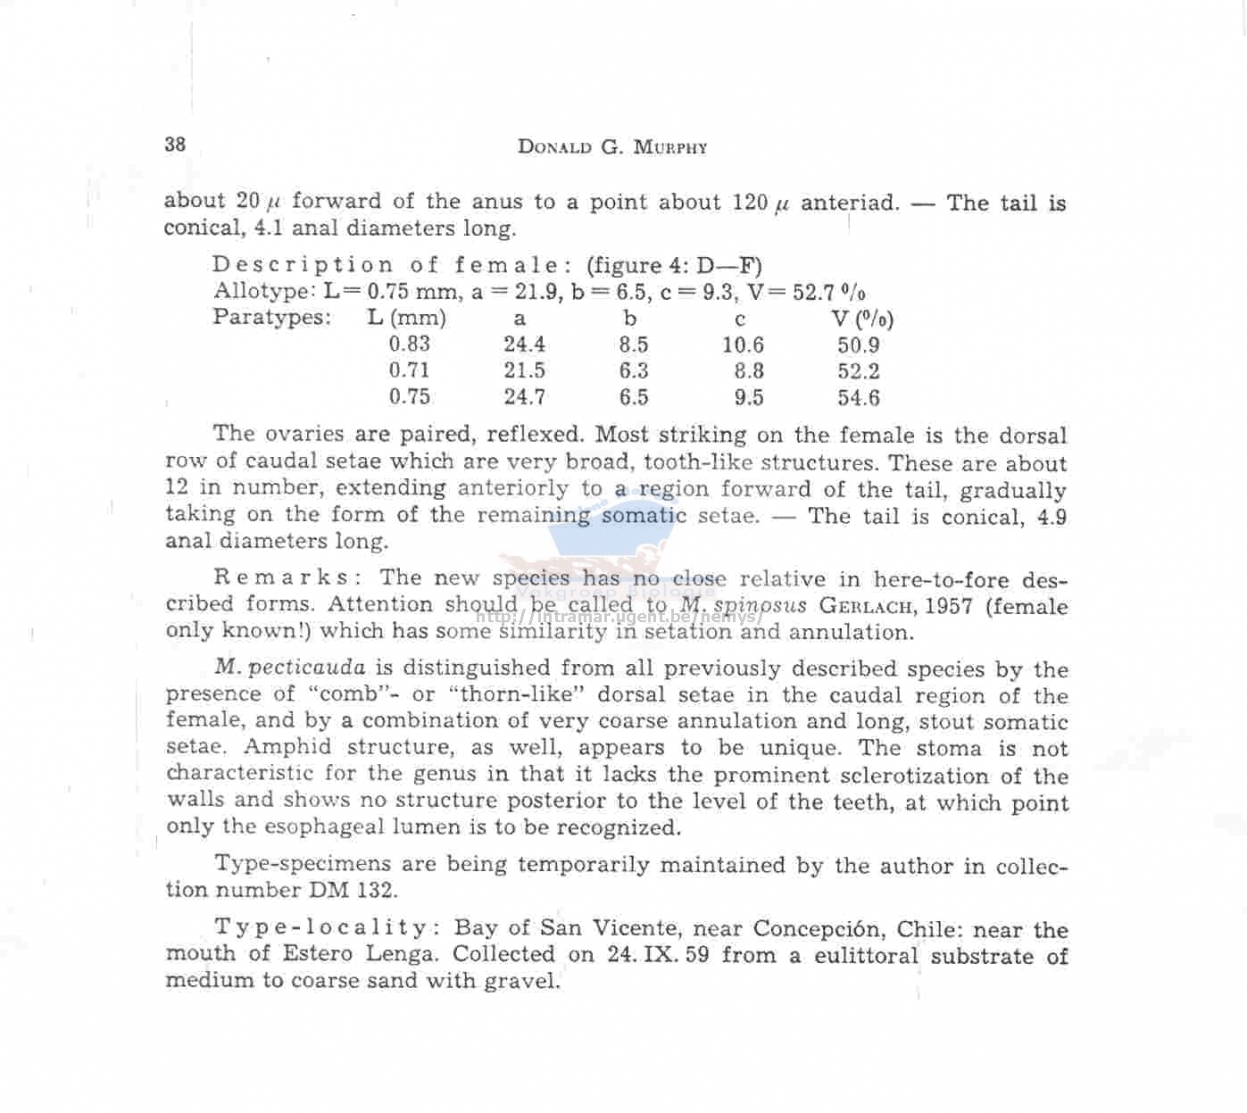 38 DONALD G. MURPHY
about 20 µ forward of the anus to a point about 120 µ anteriad. — The tail is
conical, 4.1 anal diameters long.
Description of female: (figure 4: D—F)
Allotype: L= 0.75 mm, a = 21.9, b = 6.5, c = 9.3, V= 52.7 %
Paratypes: L (mm) a b c V (%)
0.83 24.4 8.5 10.6 50.9
0.71 21.5 6.3 8.8 52.2
0.75 24.7 6.5 9.5 54.6
The ovaries are paired, reflexed. Most striking on the female is the dorsal
row of caudal setae which are very broad, tooth-like structures. These are about
12 in number, extending anteriorly to a region forward of the tail, gradually
taking on the form of the remaining somatic setae. — The tail is conical, 4.9
anal diameters long.
Remarks: The new species has no close relative in here-to-fore des-
cribed forms. Attention should be called to M. spinosus GERLACH, 1957 (female
only known!) which has some similarity in setation and annulation.
Vakgroep Biologie
http://intramar.ugent.be/nemys/
M. pecticauda is distinguished from all previously described species by the
presence of “comb”- or “thorn-like” dorsal setae in the caudal region of the
female, and by a combination of very coarse annulation and long, stout somatic
setae. Amphid structure, as well, appears to be unique. The stoma is not
characteristic for the genus in that it lacks the prominent sclerotization of the
walls and shows no structure posterior to the level of the teeth, at which point
only the esophageal lumen is to be recognized.
Type-specimens are being temporarily maintained by the author in collec-
tion number DM 132.
Type-locality: Bay of San Vicente, near Concepción, Chile: near the
mouth of Estero Lenga. Collected on 24. IX. 59 from a eulittoral substrate of
medium to coarse sand with gravel.